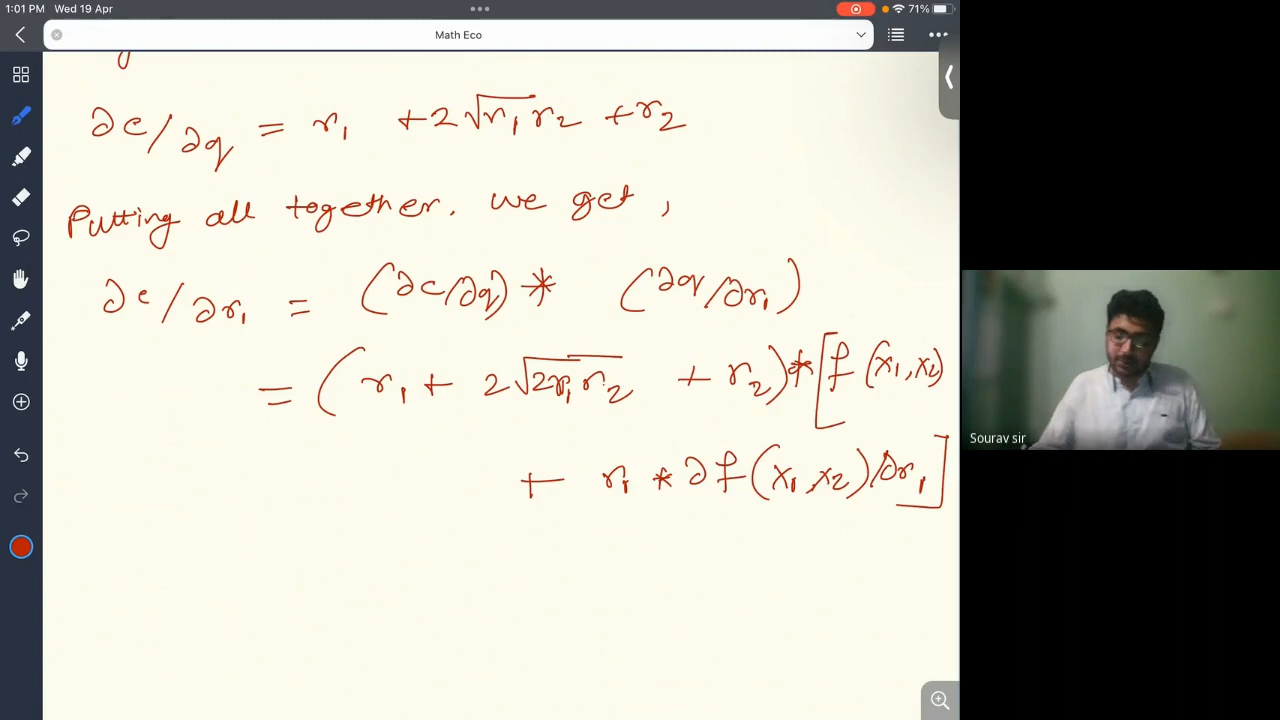 1:01 PM Wed 19 Apr
71%
Math Eco
∂c/∂q = r₁ + 2√r₁r₂ + r₂
Putting all together. we get,
∂c/∂r₁ = (∂c/∂q) * (∂q/∂r₁)
= (r₁ + 2√2r₁r₂ + r₂) * [f(x₁,x₂)
+ r₁ * ∂f(x₁,x₂)/∂r₁]
Sourav sir